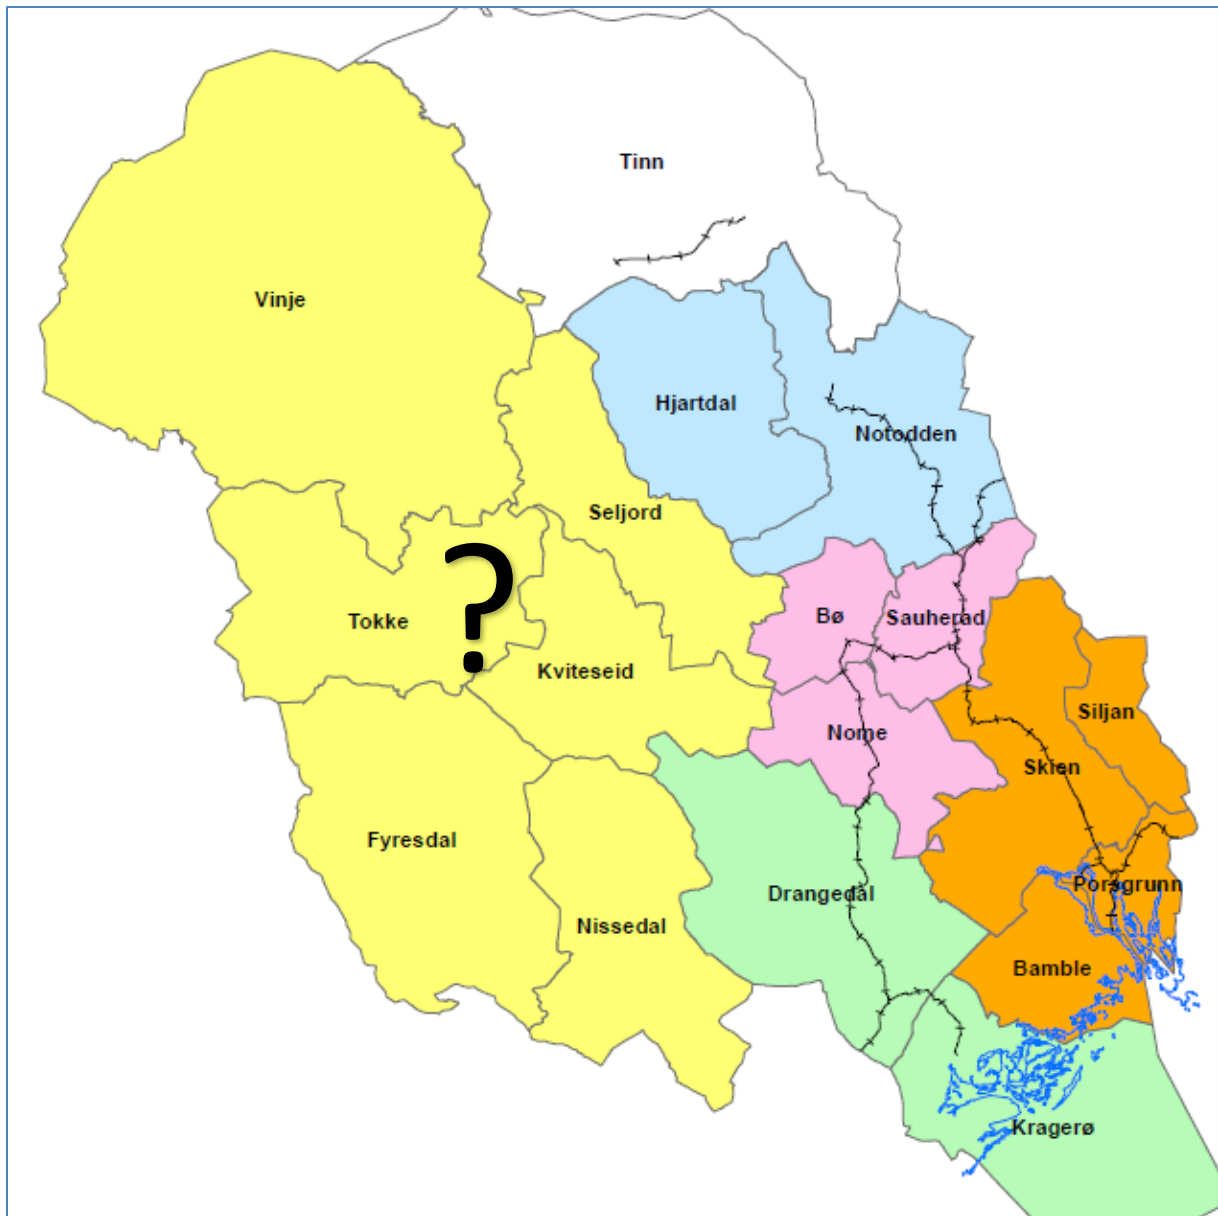 Tinn
Vinje
Hjartdal
Notodden
Seljord
?
Tokke
Bø
Sauherad
Kviteseid
Siljan
Nome
Skien
Fyresdal
Porsgrunn
Drangedal
Nissedal
Bamble
Kragerø